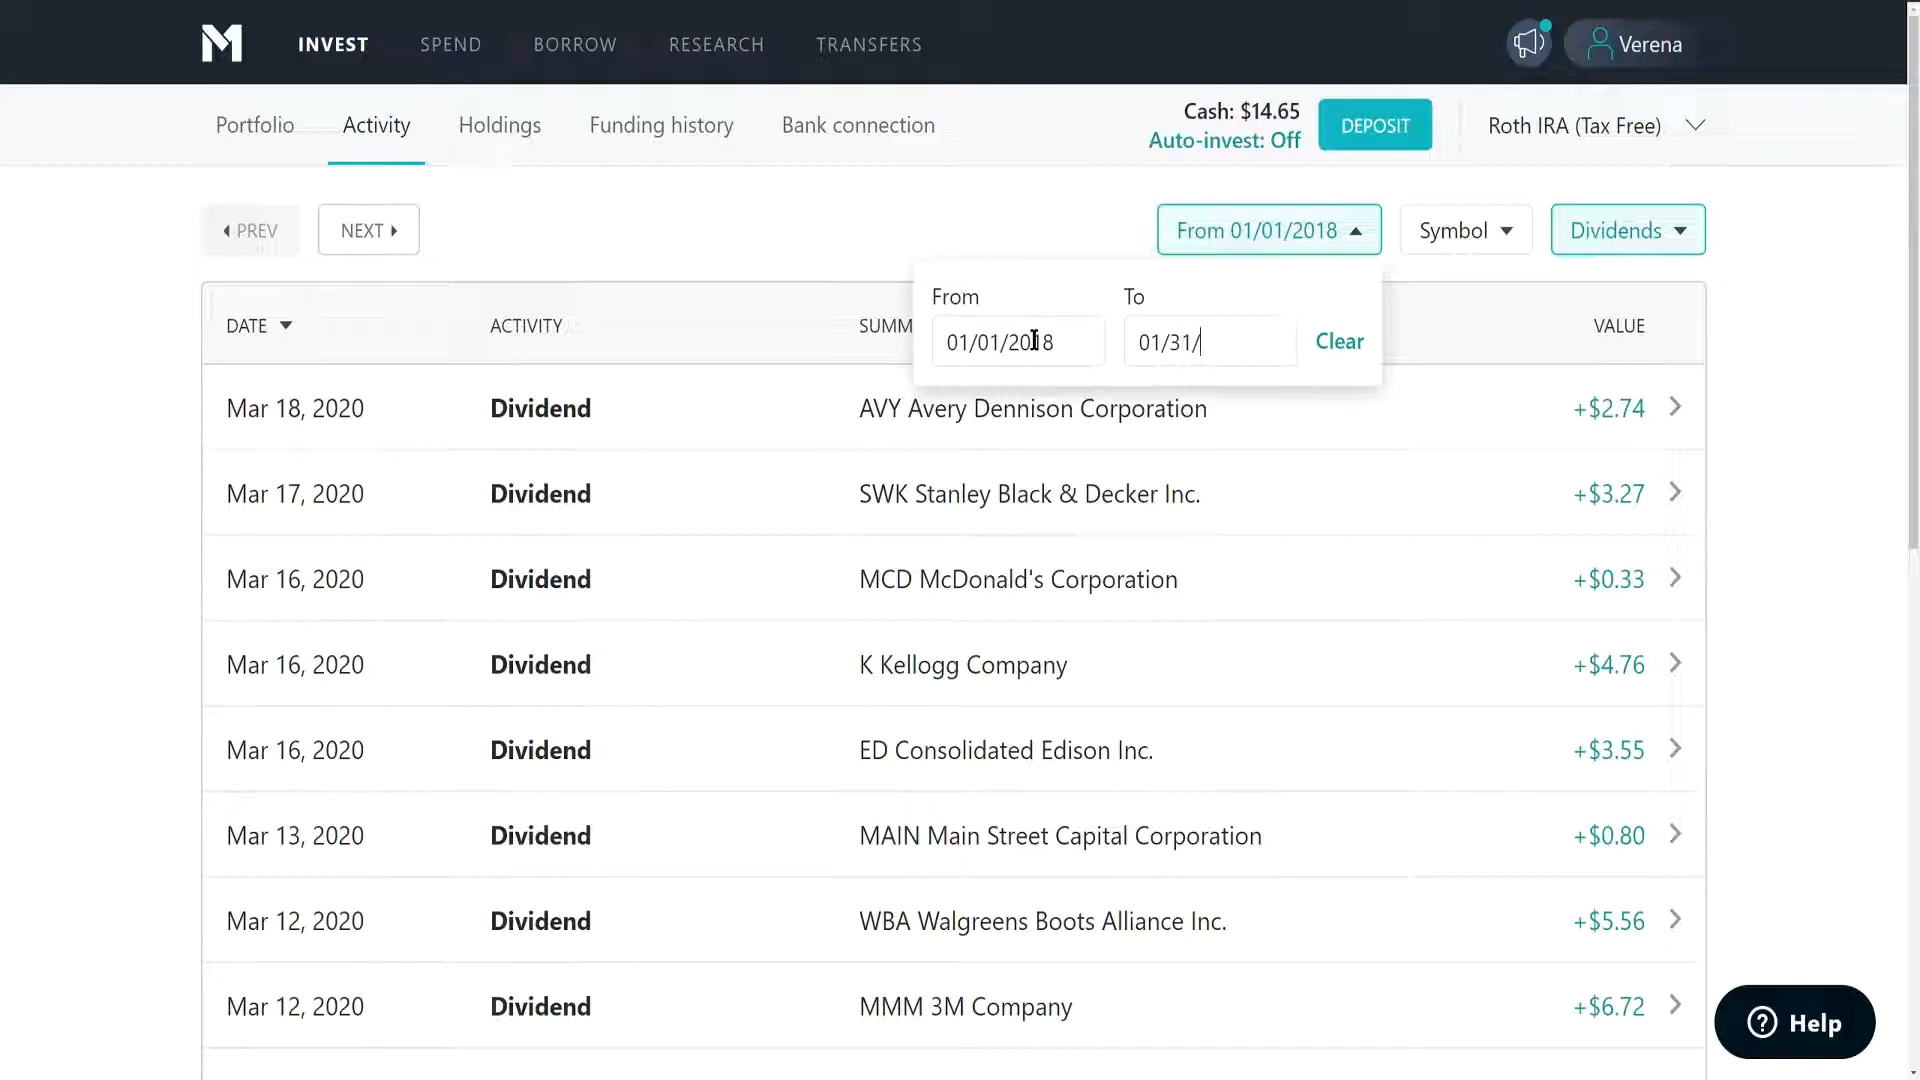 M INVEST SPEND BORROW RESEARCH TRANSFERS Verena
Portfolio Activity Holdings Funding history Bank connection Cash: $14.65 DEPOSIT Roth IRA (Tax Free)
Auto-invest: Off
PREV NEXT From 01/01/2018 Symbol Dividends
From To
DATE ACTIVITY SUMM VALUE
01/01/2018 01/31/ Clear
Mar 18, 2020 Dividend AVY Avery Dennison Corporation +$2.74
Mar 17, 2020 Dividend SWK Stanley Black & Decker Inc. +$3.27
Mar 16, 2020 Dividend MCD McDonald's Corporation +$0.33
Mar 16, 2020 Dividend K Kellogg Company +$4.76
Mar 16, 2020 Dividend ED Consolidated Edison Inc. +$3.55
Mar 13, 2020 Dividend MAIN Main Street Capital Corporation +$0.80
Mar 12, 2020 Dividend WBA Walgreens Boots Alliance Inc. +$5.56
Mar 12, 2020 Dividend MMM 3M Company +$6.72
? Help